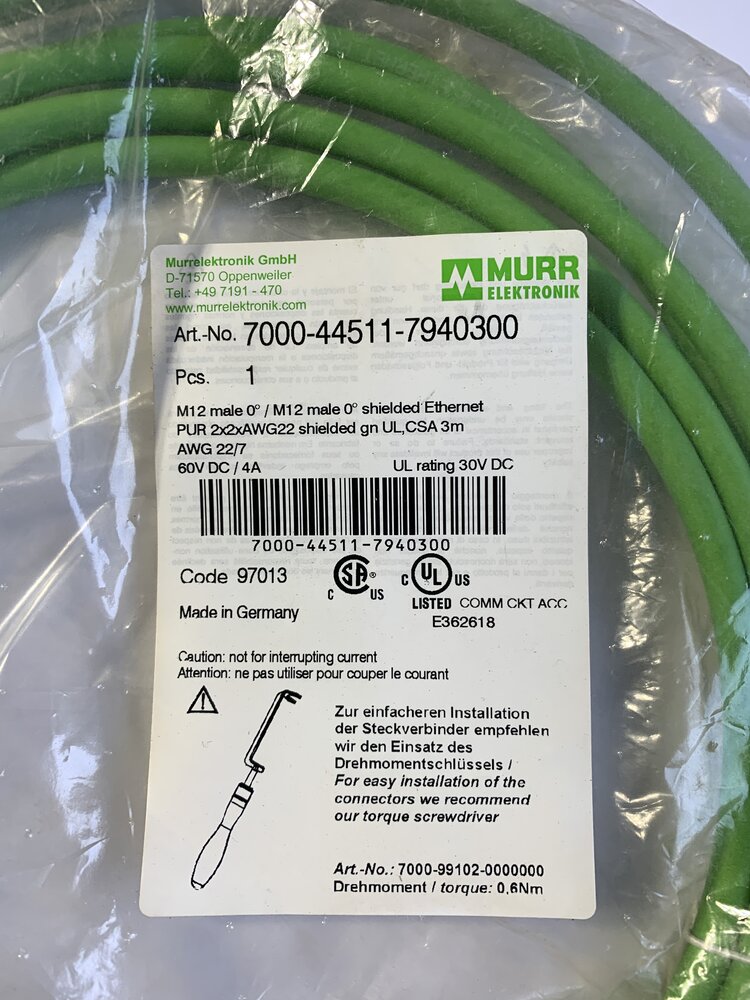 Murrelektronik GmbH
D-71570 Oppenweiler
Tel.: +49 7191 - 470
www.murrelektronik.com
MURR
ELEKTRONIK
Art.-No. 7000-44511-7940300
Pcs. 1
M12 male 0° / M12 male 0° shielded Ethernet
PUR 2x2xAWG22 shielded gn UL,CSA 3m
AWG 22/7
60V DC / 4A UL rating 30V DC
7000-44511-7940300
Code 97013
C SA ® US
C UL US
LISTED COMM CKT ACC
E362618
Made in Germany
Caution: not for interrupting current
Attention: ne pas utiliser pour couper le courant
Zur einfacheren Installation
der Steckverbinder empfehlen
wir den Einsatz des
Drehmomentschlüssels /
For easy installation of the
connectors we recommend
our torque screwdriver
Art.-No.: 7000-99102-0000000
Drehmoment / torque: 0,6Nm